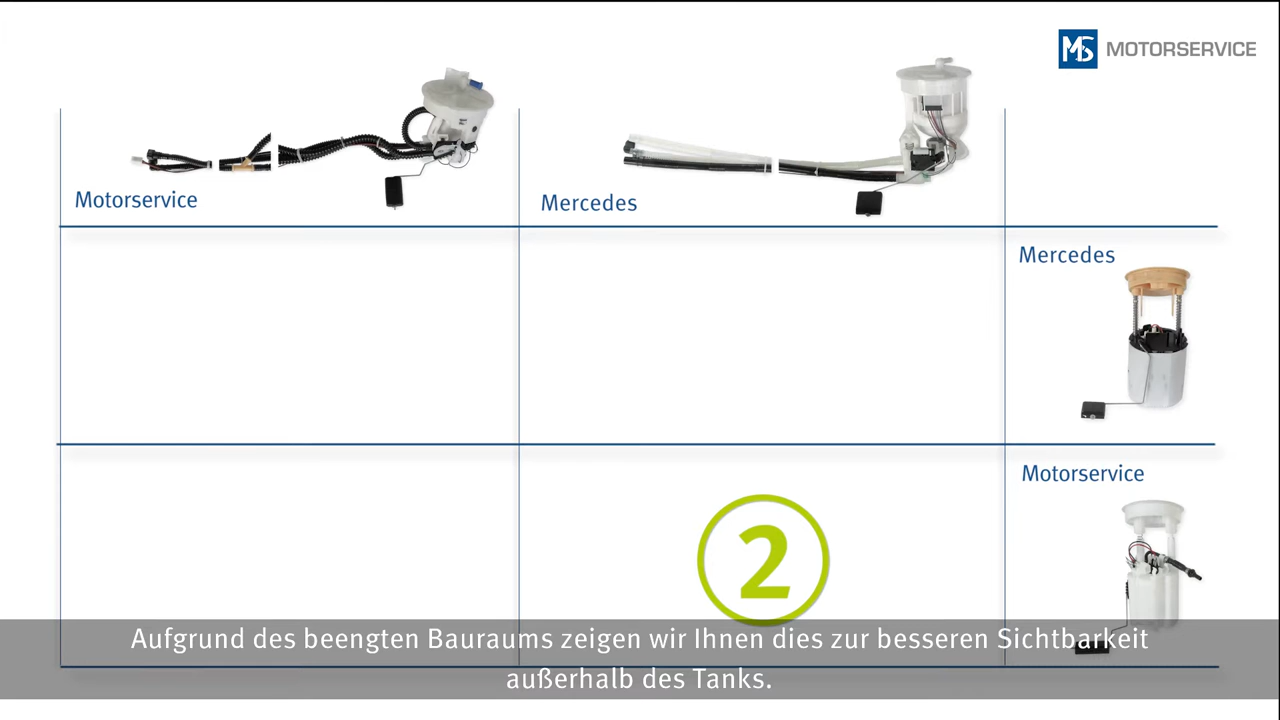 MS MOTORSERVICE
Motorservice
Mercedes
Mercedes
Motorservice
2
Aufgrund des beengten Bauraums zeigen wir Ihnen dies zur besseren Sichtbarkeit
außerhalb des Tanks.